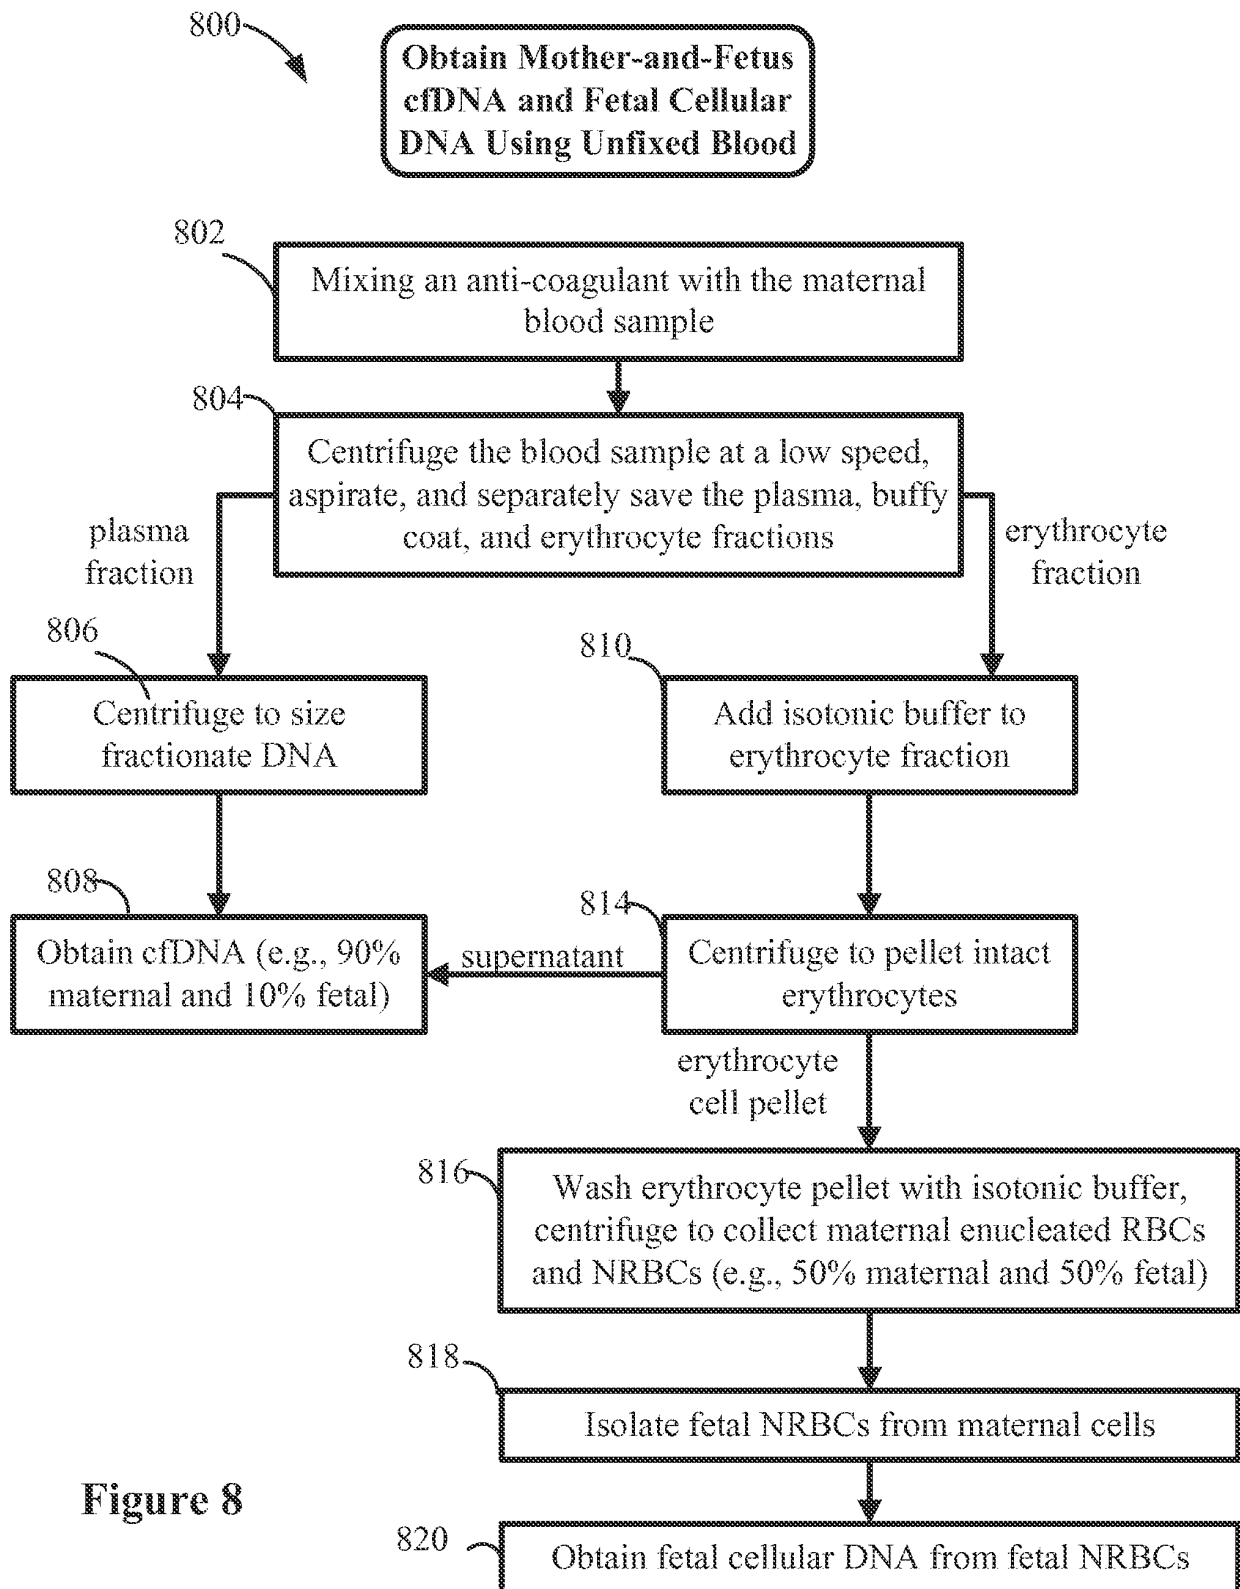 800
Obtain Mother-and-Fetus
cfDNA and Fetal Cellular
DNA Using Unfixed Blood
802
Mixing an anti-coagulant with the maternal
blood sample
804
Centrifuge the blood sample at a low speed,
aspirate, and separately save the plasma, buffy
coat, and erythrocyte fractions
plasma
fraction
erythrocyte
fraction
806
Centrifuge to size
fractionate DNA
810
Add isotonic buffer to
erythrocyte fraction
808
Obtain cfDNA (e.g., 90%
maternal and 10% fetal)
supernatant
814
Centrifuge to pellet intact
erythrocytes
erythrocyte
cell pellet
816
Wash erythrocyte pellet with isotonic buffer,
centrifuge to collect maternal enucleated RBCs
and NRBCs (e.g., 50% maternal and 50% fetal)
818
Isolate fetal NRBCs from maternal cells
820
Obtain fetal cellular DNA from fetal NRBCs
Figure 8